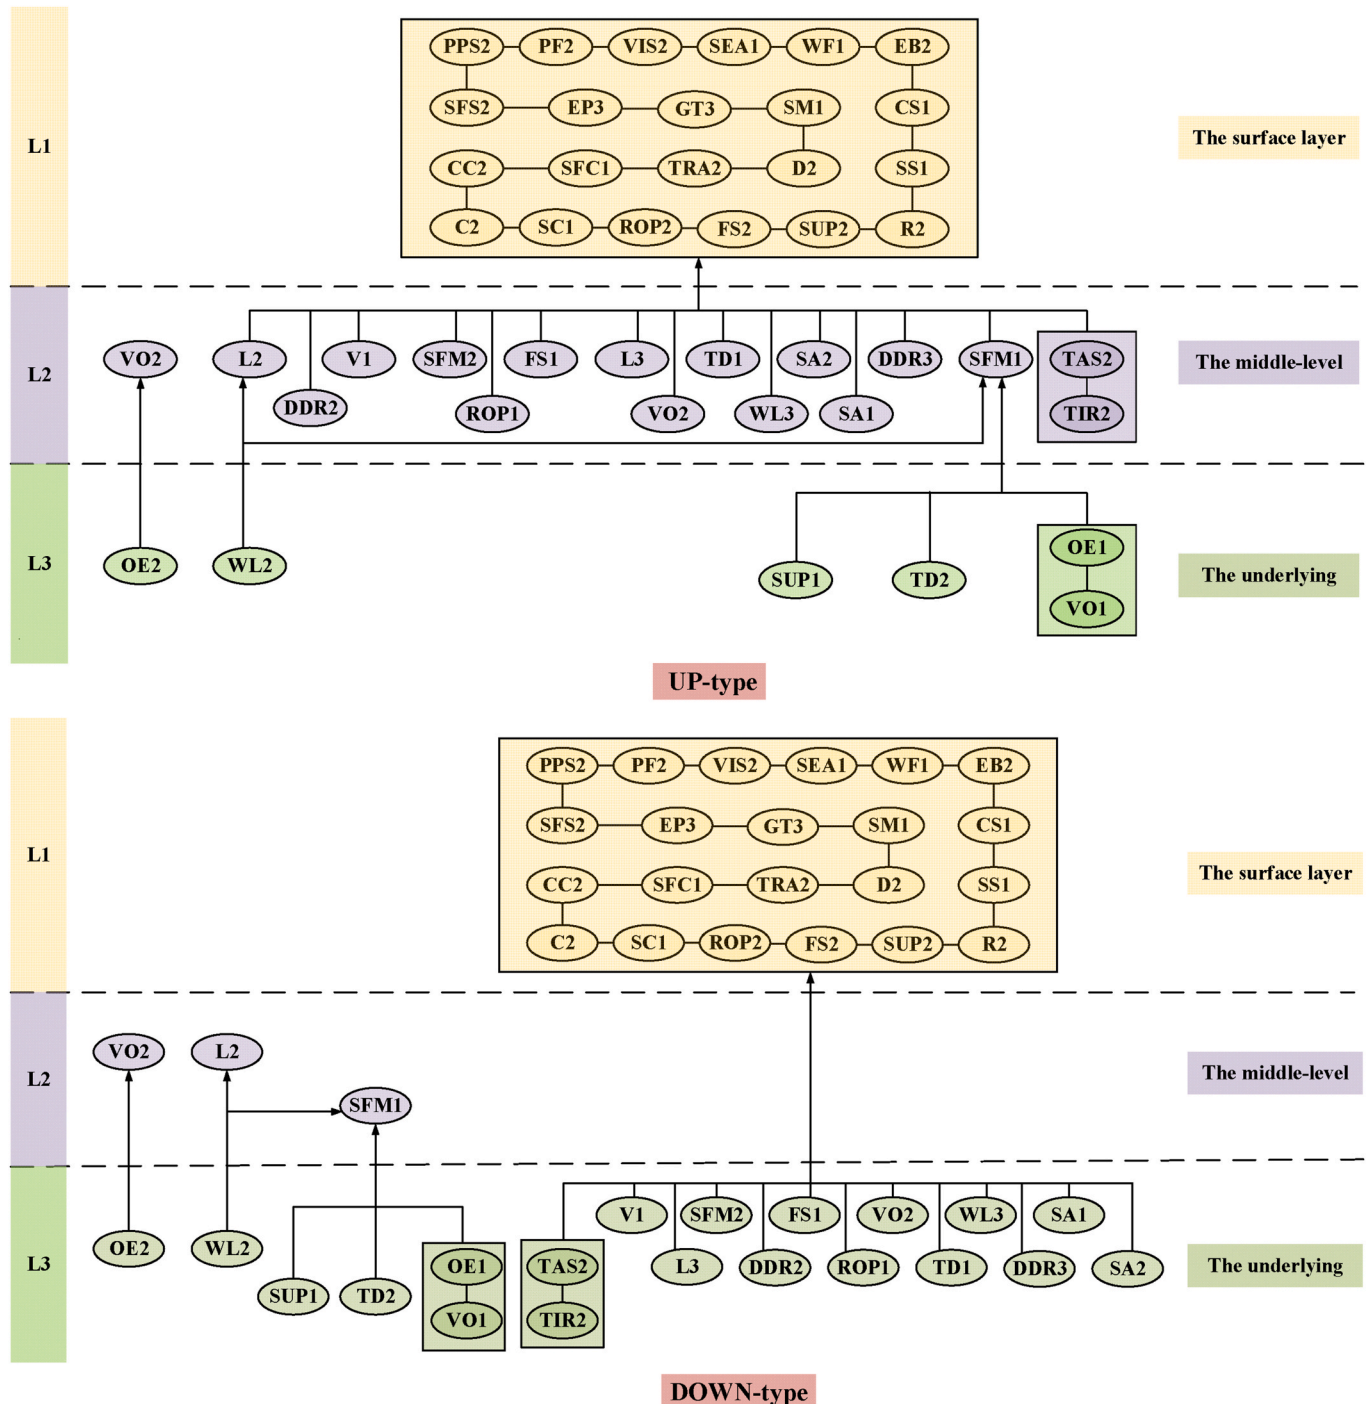 PPS2 PF2 VIS2 SEA1 WF1 EB2
SFS2 EP3 GT3 SM1 CS1
L1 The surface layer
CC2 SFC1 TRA2 D2 SS1
C2 SC1 ROP2 FS2 SUP2 R2
VO2 L2 V1 SFM2 FS1 L3 TD1 SA2 DDR3 SFM1 TAS2
L2 The middle-level
DDR2 ROP1 VO2 WL3 SA1 TIR2
OE1
L3 OE2 WL2 SUP1 TD2 The underlying
VO1
UP-type
PPS2 PF2 VIS2 SEA1 WF1 EB2
SFS2 EP3 GT3 SM1 CS1
L1 The surface layer
CC2 SFC1 TRA2 D2 SS1
C2 SC1 ROP2 FS2 SUP2 R2
VO2 L2
L2 The middle-level
SFM1
V1 SFM2 FS1 VO2 WL3 SA1
OE2 WL2
L3 OE1 TAS2 L3 DDR2 ROP1 TD1 DDR3 SA2 The underlying
SUP1 TD2
VO1 TIR2
DOWN-type